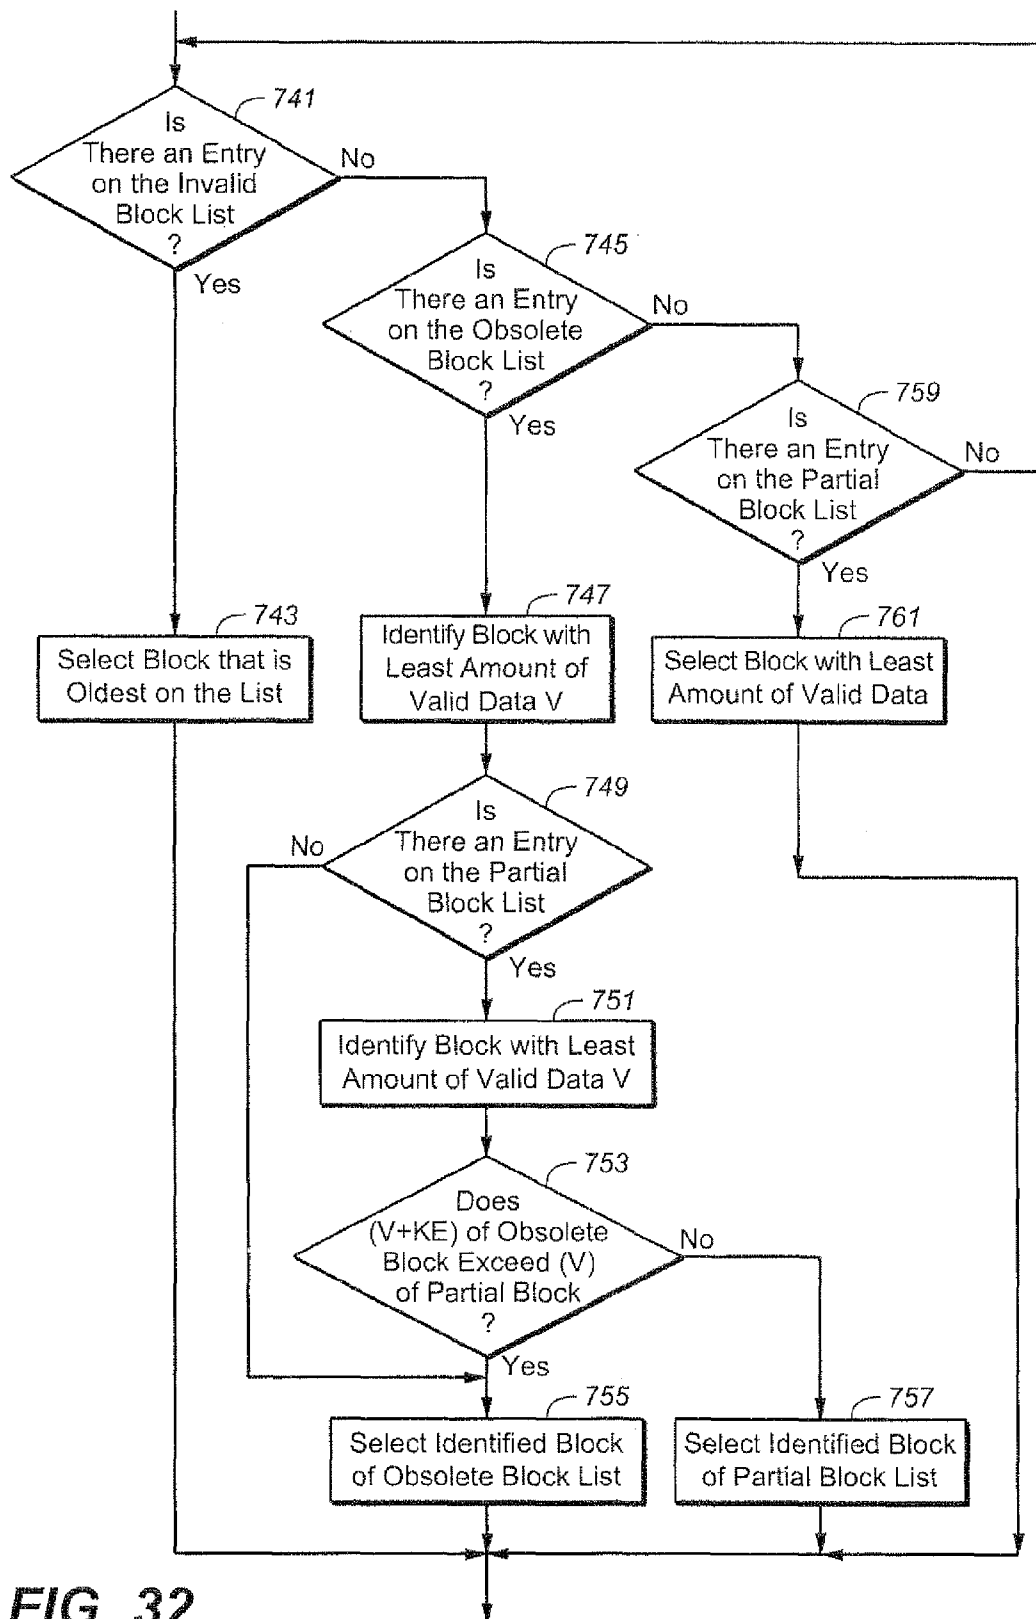 741
Is
There an Entry
on the Invalid
Block List
?
No
Yes
745
Is
There an Entry
on the Obsolete
Block List
?
No
Yes
759
Is
There an Entry
on the Partial
Block List
?
No
Yes
743
Select Block that is
Oldest on the List
747
Identify Block with
Least Amount of
Valid Data V
761
Select Block with Least
Amount of Valid Data
749
Is
There an Entry
on the Partial
Block List
?
No
Yes
751
Identify Block with Least
Amount of Valid Data V
753
Does
(V+KE) of Obsolete
Block Exceed (V)
of Partial Block
?
No
Yes
755
Select Identified Block
of Obsolete Block List
757
Select Identified Block
of Partial Block List
FIG. 32